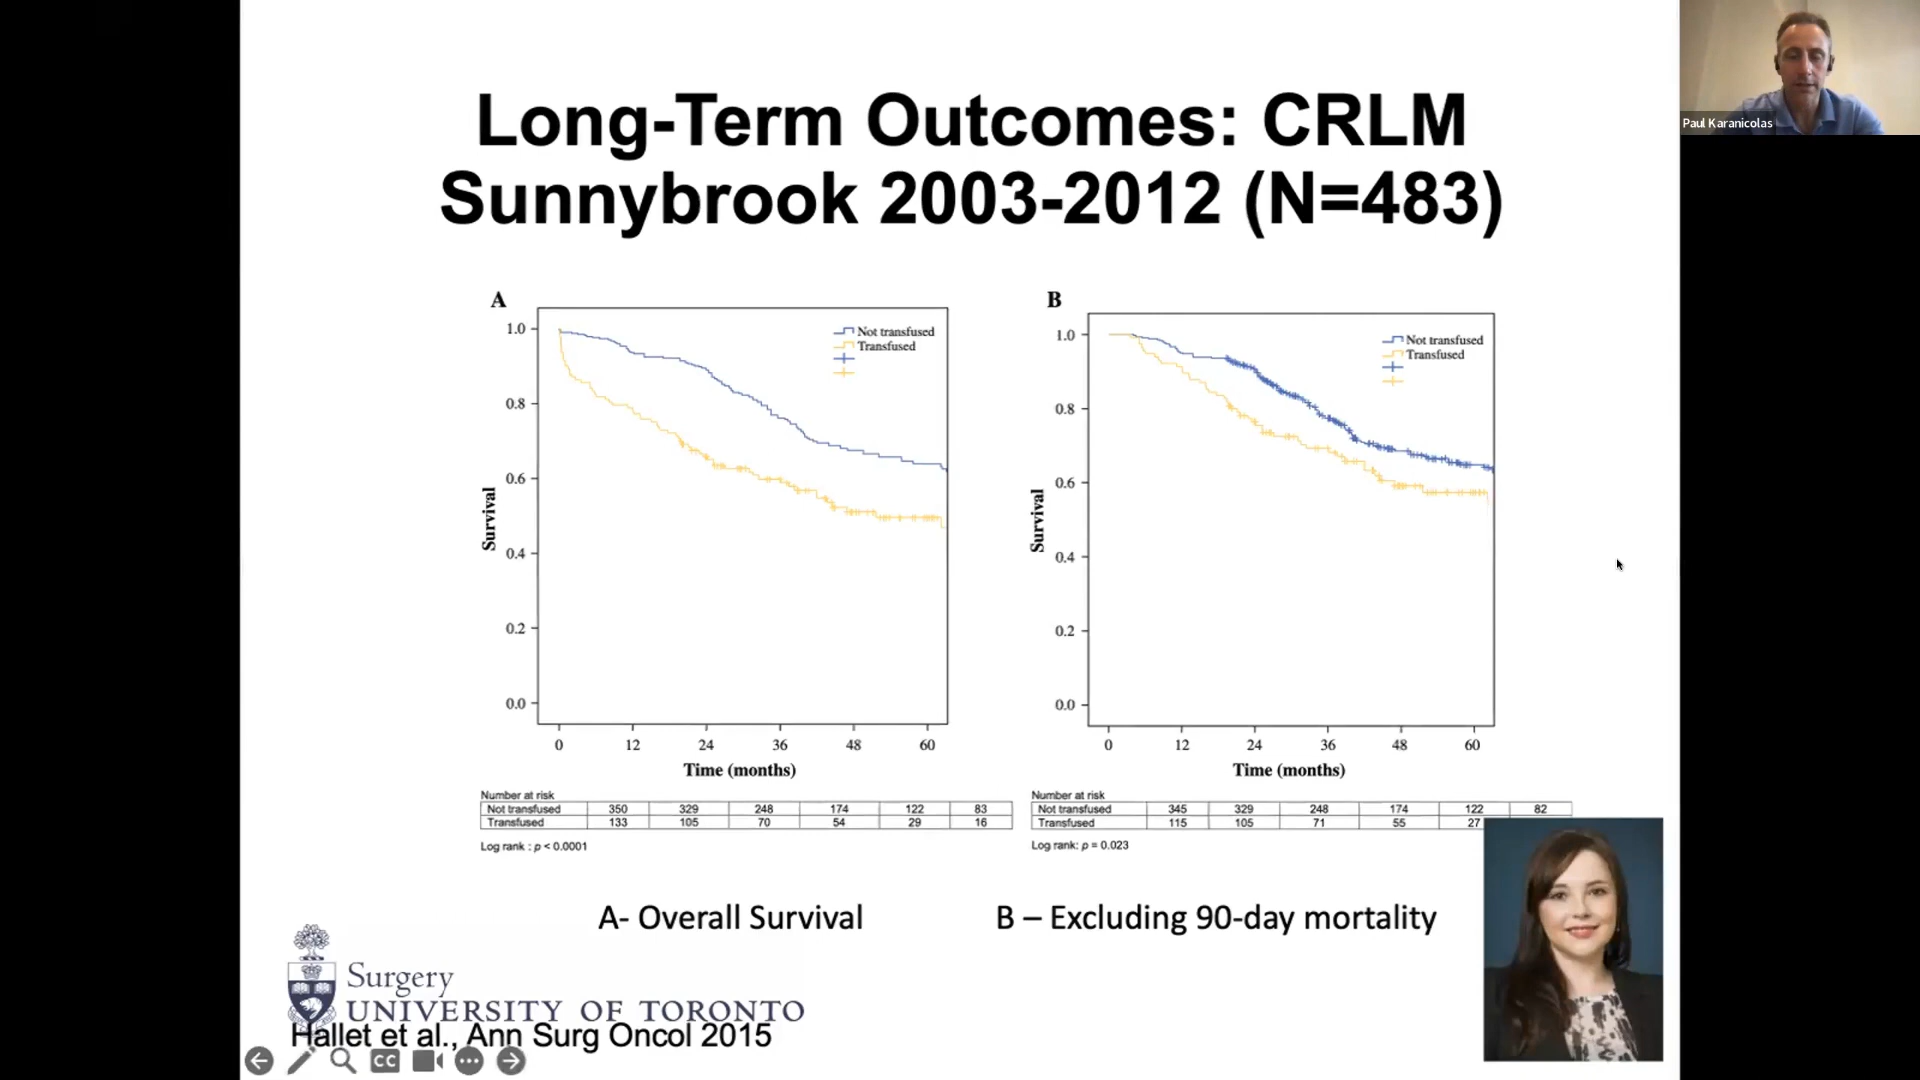 Long-Term Outcomes: CRLM
Sunnybrook 2003-2012 (N=483)
Paul Karanicolas
A
1.0
0.8
0.6
0.4
0.2
0.0
Survival
Not transfused
Transfused
0 12 24 36 48 60
Time (months)
Number at risk
Not transfused 350 329 248 174 122 83
Transfused 133 105 70 54 29 16
Log rank : p < 0.0001
B
1.0
0.8
0.6
0.4
0.2
0.0
Survival
Not transfused
Transfused
0 12 24 36 48 60
Time (months)
Number at risk
Not transfused 345 329 248 174 122 82
Transfused 115 105 71 55 27
Log rank: p = 0.023
A- Overall Survival
B – Excluding 90-day mortality
Surgery
UNIVERSITY OF TORONTO
Hallet et al., Ann Surg Oncol 2015
CC